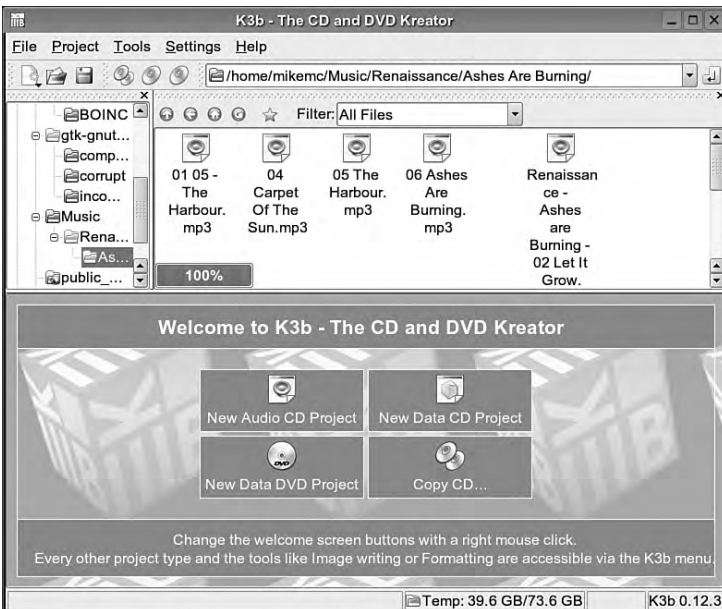 K3b - The CD and DVD Kreator
File Project Tools Settings Help
/home/mikemc/Music/Renaissance/Ashes Are Burning/
BOINC
gtk-gnut...
comp...
corrupt
inco...
Music
Rena...
As...
public_...
Filter: All Files
01 05 -
The
Harbour.
mp3
04
Carpet
Of The
Sun.mp3
05 The
Harbour.
mp3
06 Ashes
Are
Burning.
mp3
Renaissan
ce -
Ashes
are
Burning -
02 Let It
Grow.
100%
Welcome to K3b - The CD and DVD Kreator
New Audio CD Project
New Data CD Project
DVD
New Data DVD Project
Copy CD...
Change the welcome screen buttons with a right mouse click.
Every other project type and the tools like Image writing or Formatting are accessible via the K3b menu.
Temp: 39.6 GB/73.6 GB
K3b 0.12.3